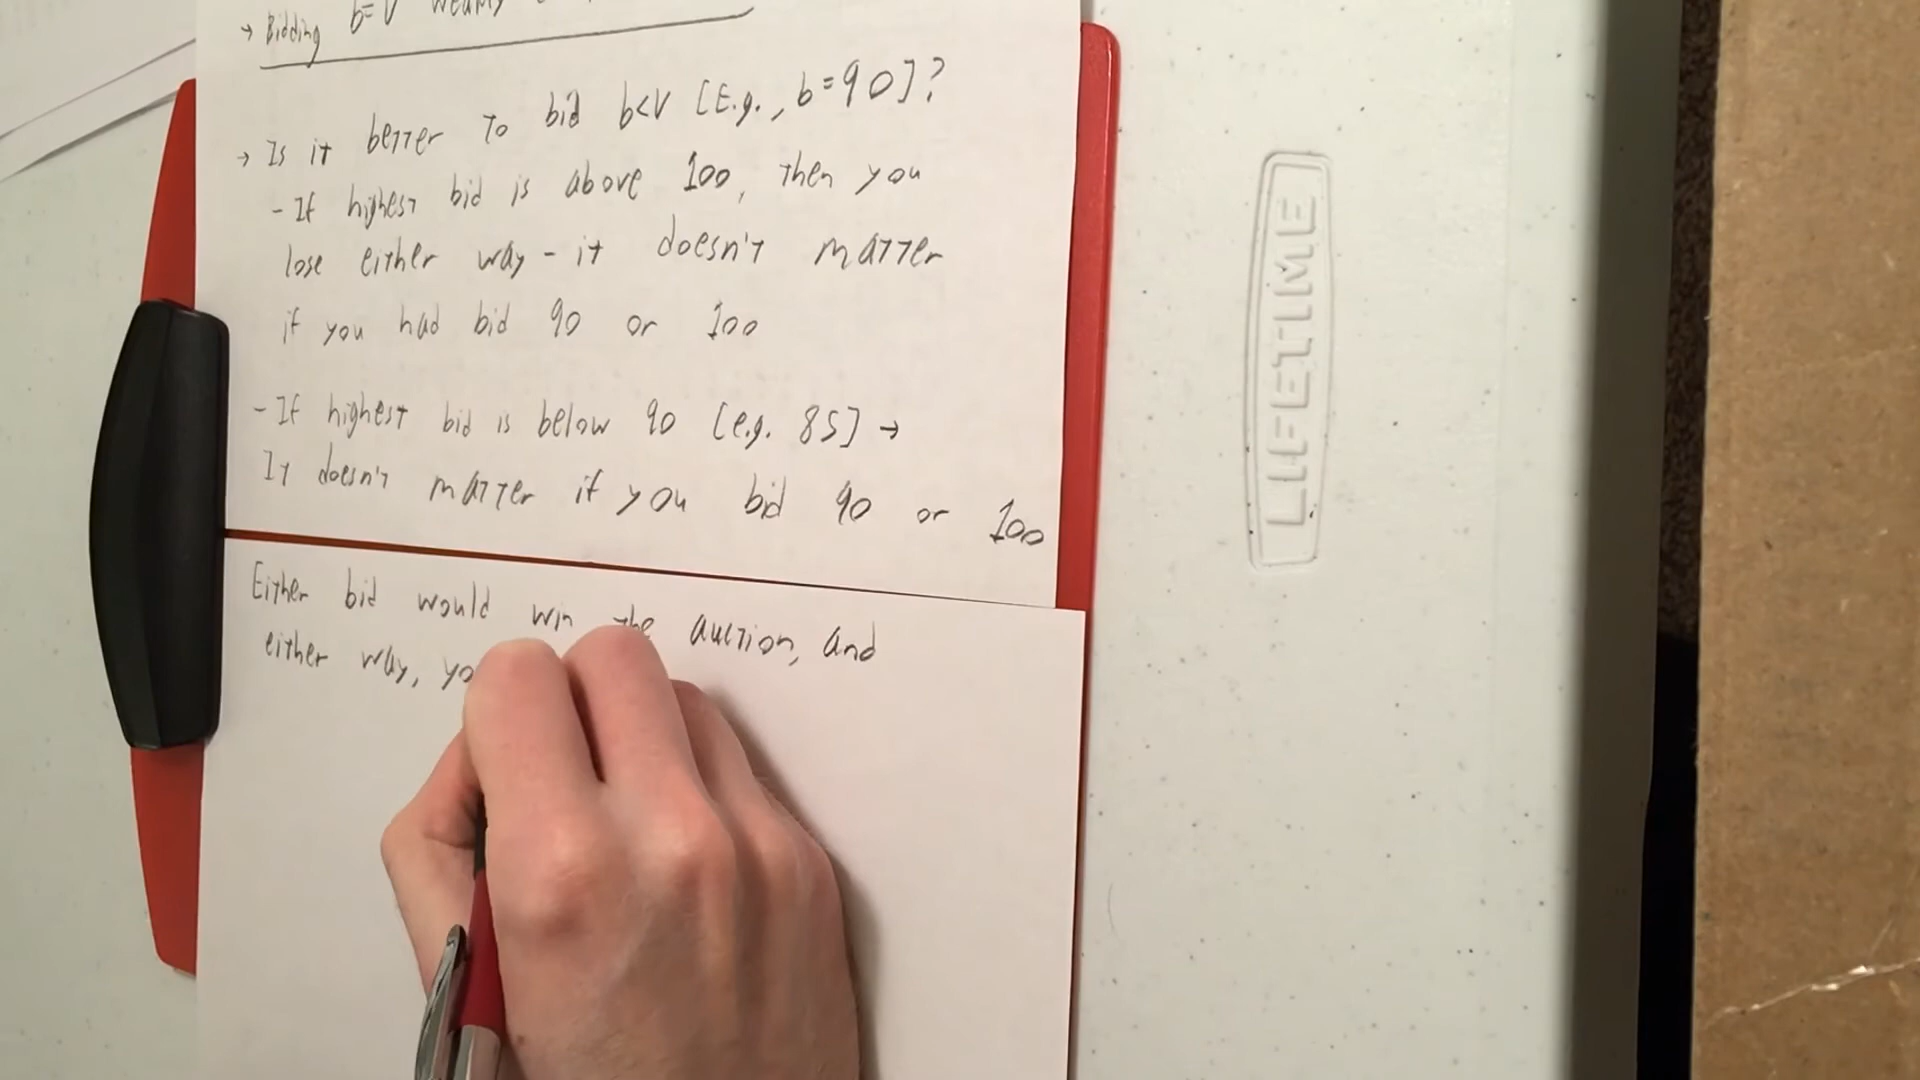 → Bidding b=V weakly
→ Is it better to bid b<V [E.g., b=90]?
- If highest bid is above 100, then you
lose either way - it doesn't matter
if you had bid 90 or 100
- If highest bid is below 90 [e.g. 85] →
It doesn't matter if you bid 90 or 100
Either bid would win the auction, and
either way, yo
LIFETIME